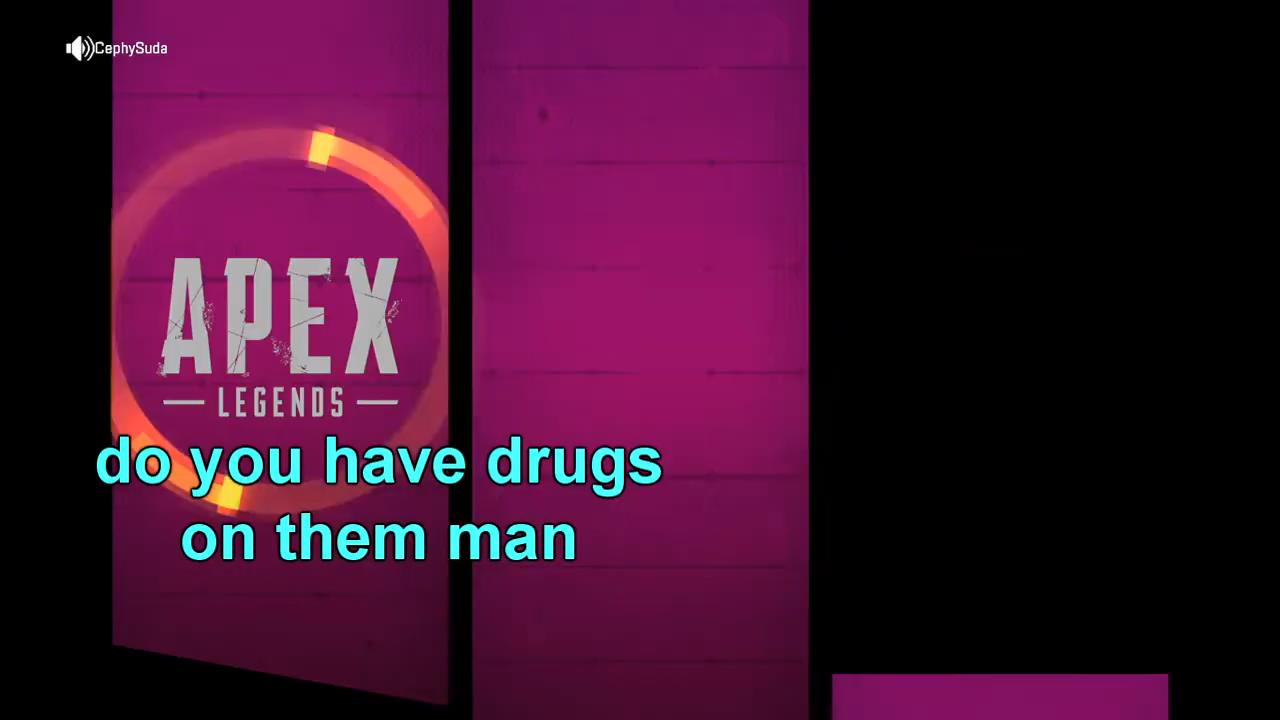 CephySuda
APEX
LEGENDS
do you have drugs
on them man